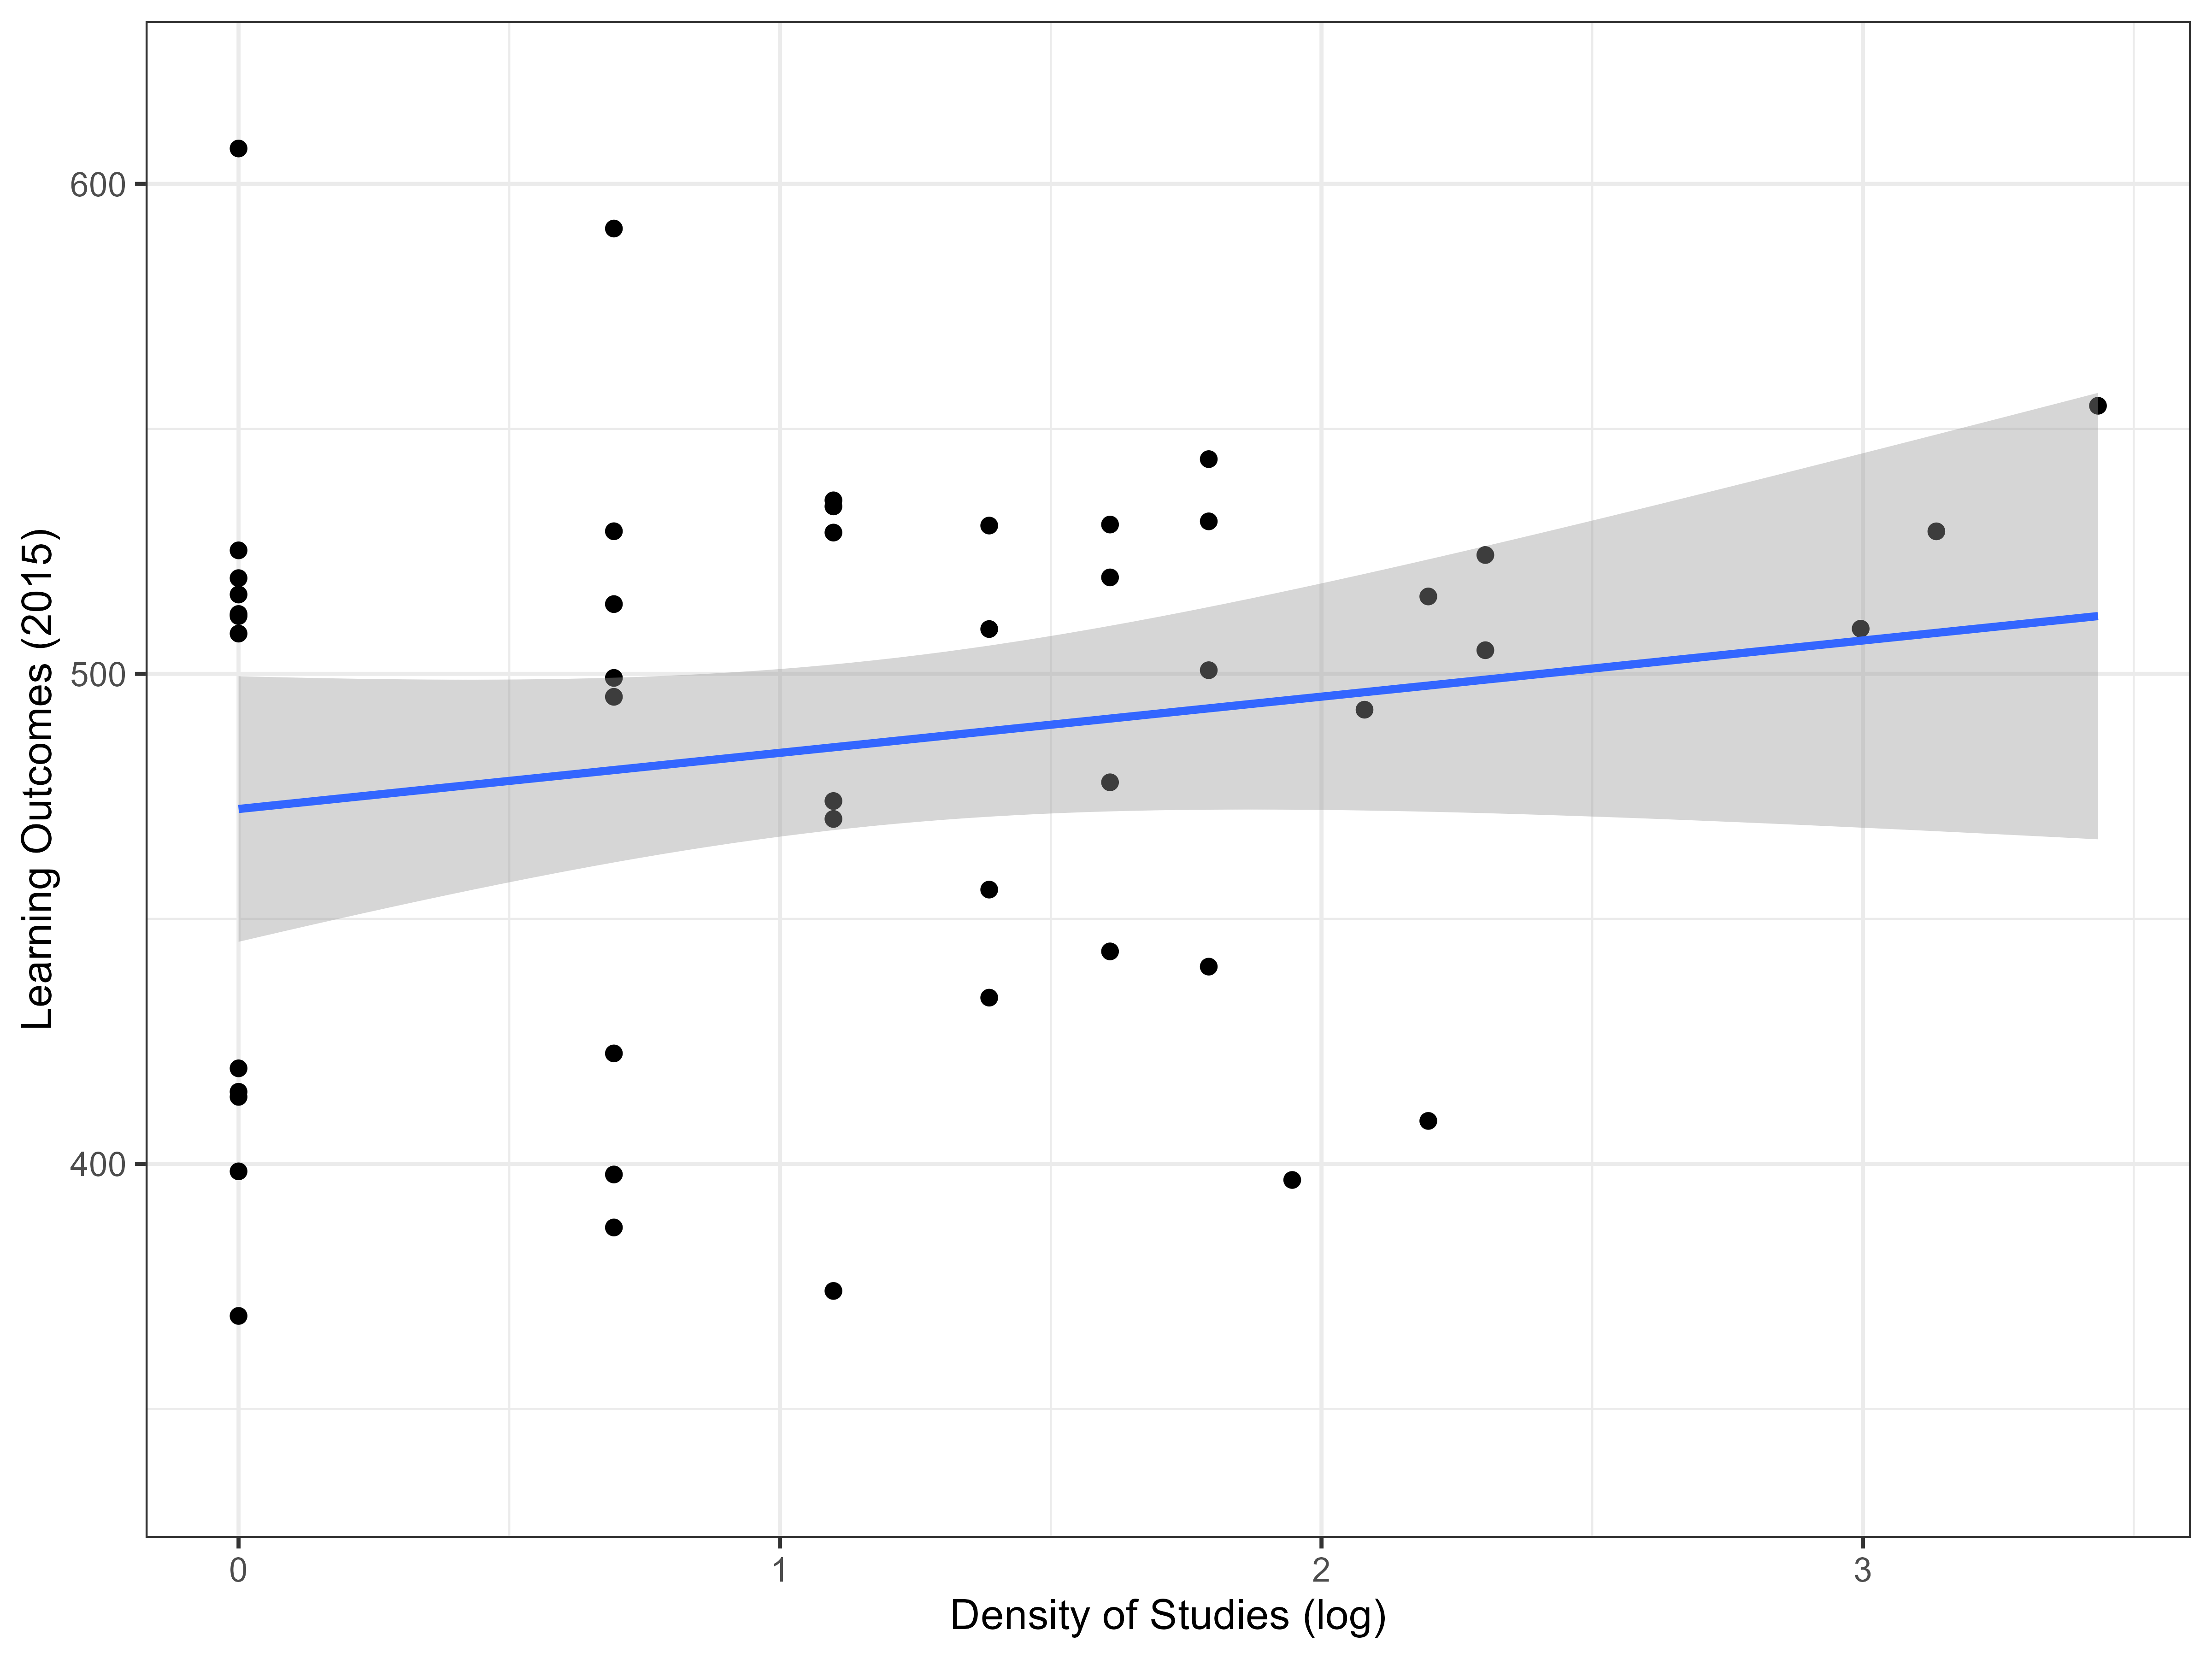 Learning Outcomes (2015)
600
500
400
0 1 2 3
Density of Studies (log)